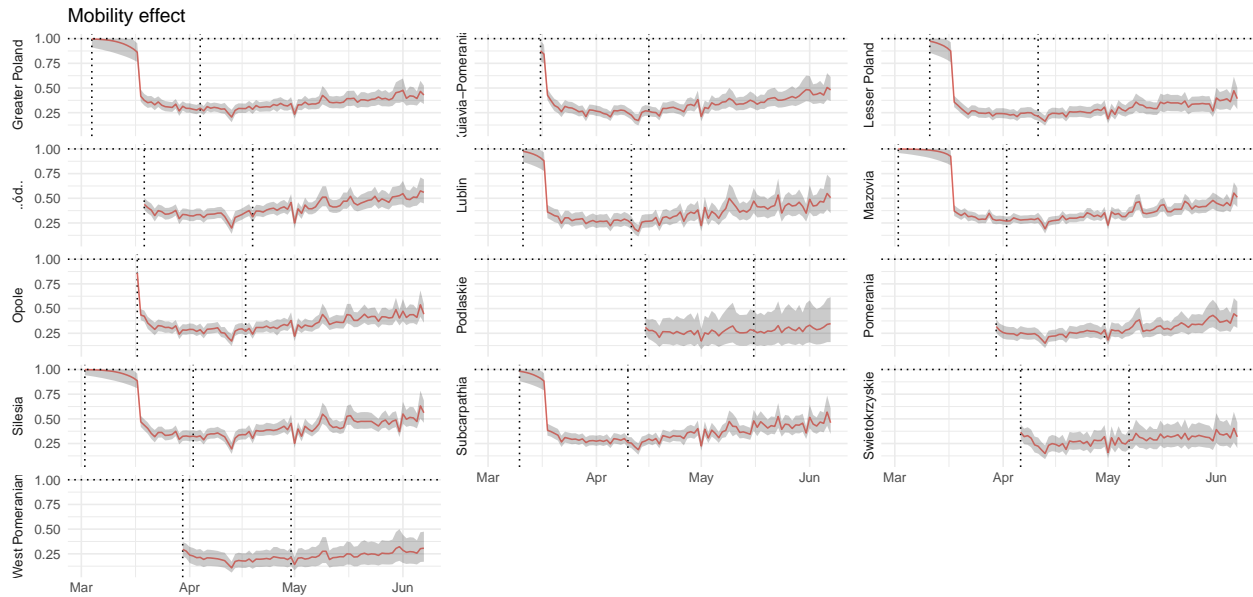 Mobility effect
Greater Poland
1.00
0.75
0.50
0.25
Lesser Poland
..ód..
1.00
0.75
0.50
0.25
Lublin
Mazovia
Opole
1.00
0.75
0.50
0.25
Podlaskie
Pomerania
Silesia
1.00
0.75
0.50
0.25
Subcarpathia
Swietokrzyskie
Mar Apr May Jun
Mar Apr May Jun
West Pomeranian
1.00
0.75
0.50
0.25
Mar Apr May Jun